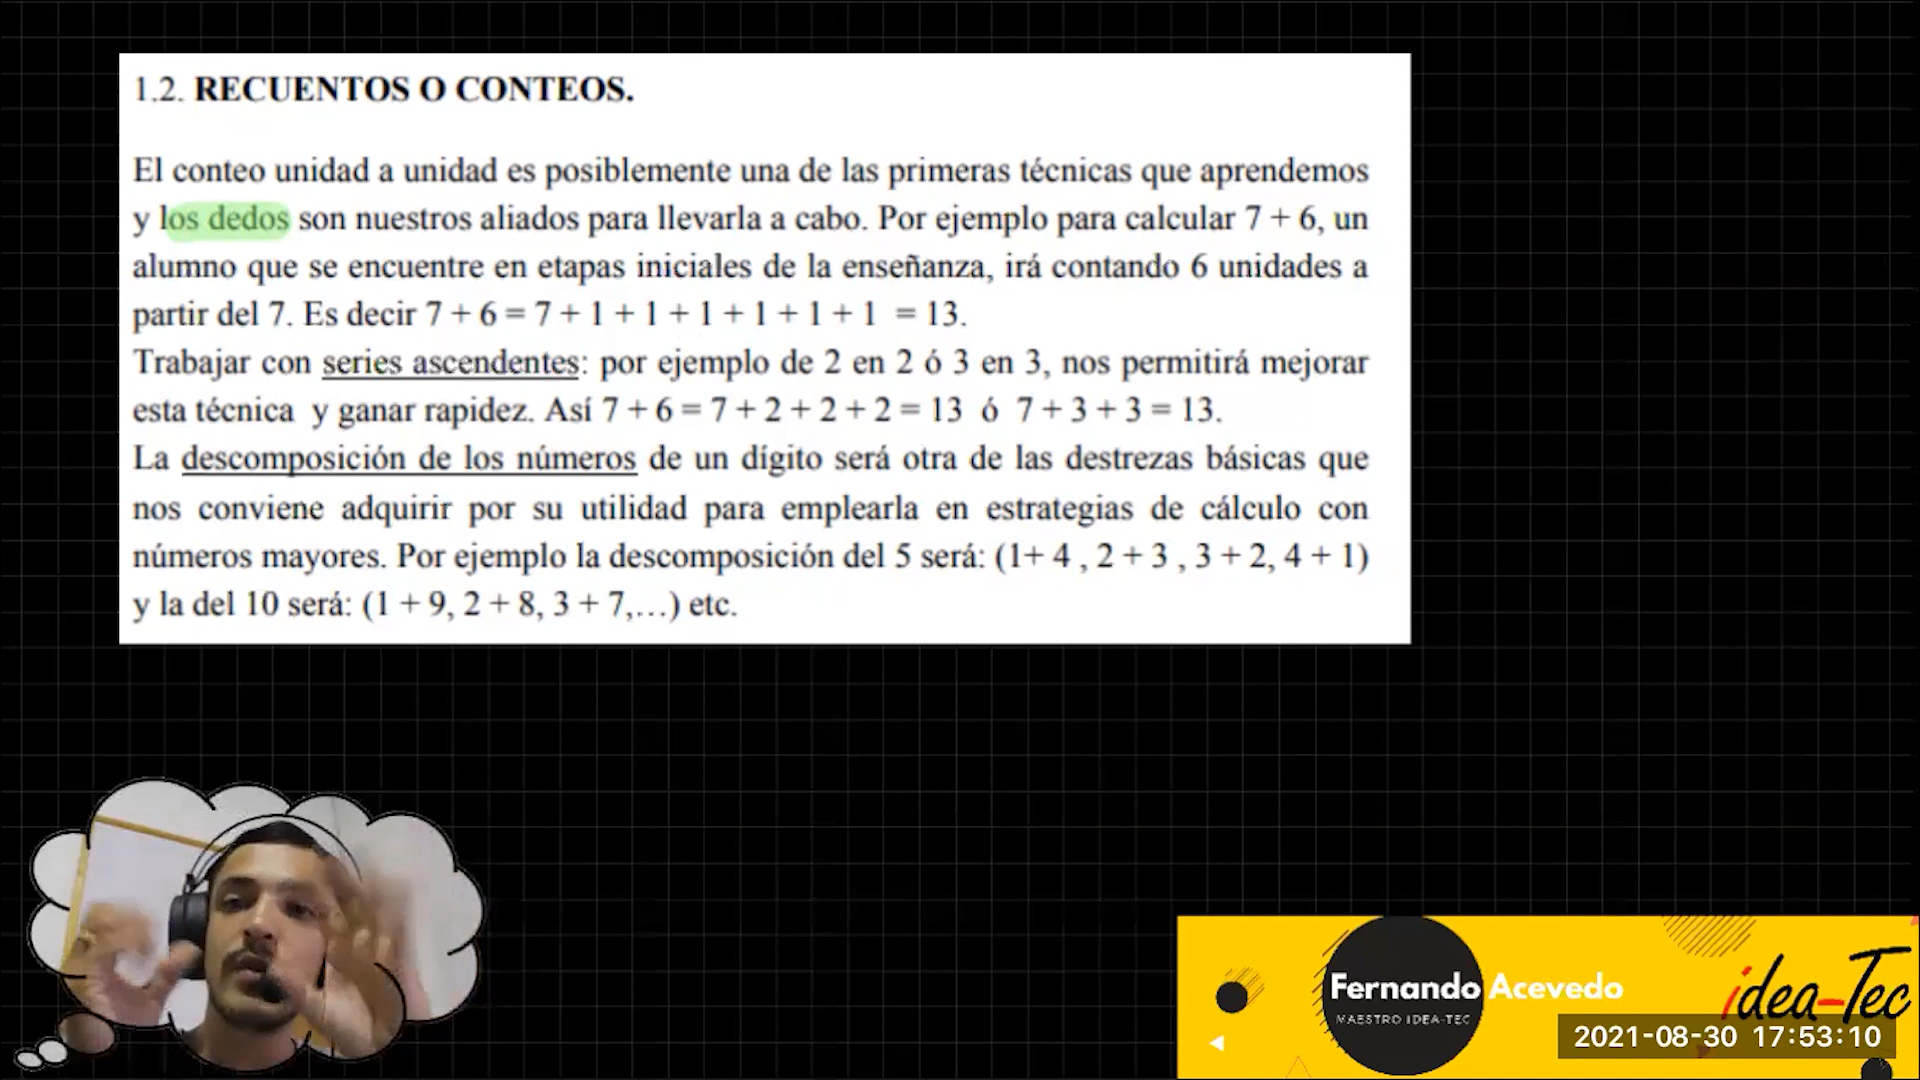 1.2. RECUENTOS O CONTEOS.
El conteo unidad a unidad es posiblemente una de las primeras técnicas que aprendemos
y los dedos son nuestros aliados para llevarla a cabo. Por ejemplo para calcular 7 + 6, un
alumno que se encuentre en etapas iniciales de la enseñanza, irá contando 6 unidades a
partir del 7. Es decir 7 + 6 = 7 + 1 + 1 + 1 + 1 + 1 + 1 = 13.
Trabajar con series ascendentes: por ejemplo de 2 en 2 ó 3 en 3, nos permitirá mejorar
esta técnica y ganar rapidez. Así 7 + 6 = 7 + 2 + 2 + 2 = 13 ó 7 + 3 + 3 = 13.
La descomposición de los números de un dígito será otra de las destrezas básicas que
nos conviene adquirir por su utilidad para emplearla en estrategias de cálculo con
números mayores. Por ejemplo la descomposición del 5 será: (1+ 4 , 2 + 3 , 3 + 2, 4 + 1)
y la del 10 será: (1 + 9, 2 + 8, 3 + 7,…) etc.
Fernando Acevedo
MAESTRO IDEA-TEC
idea-Tec
2021-08-30 17:53:10